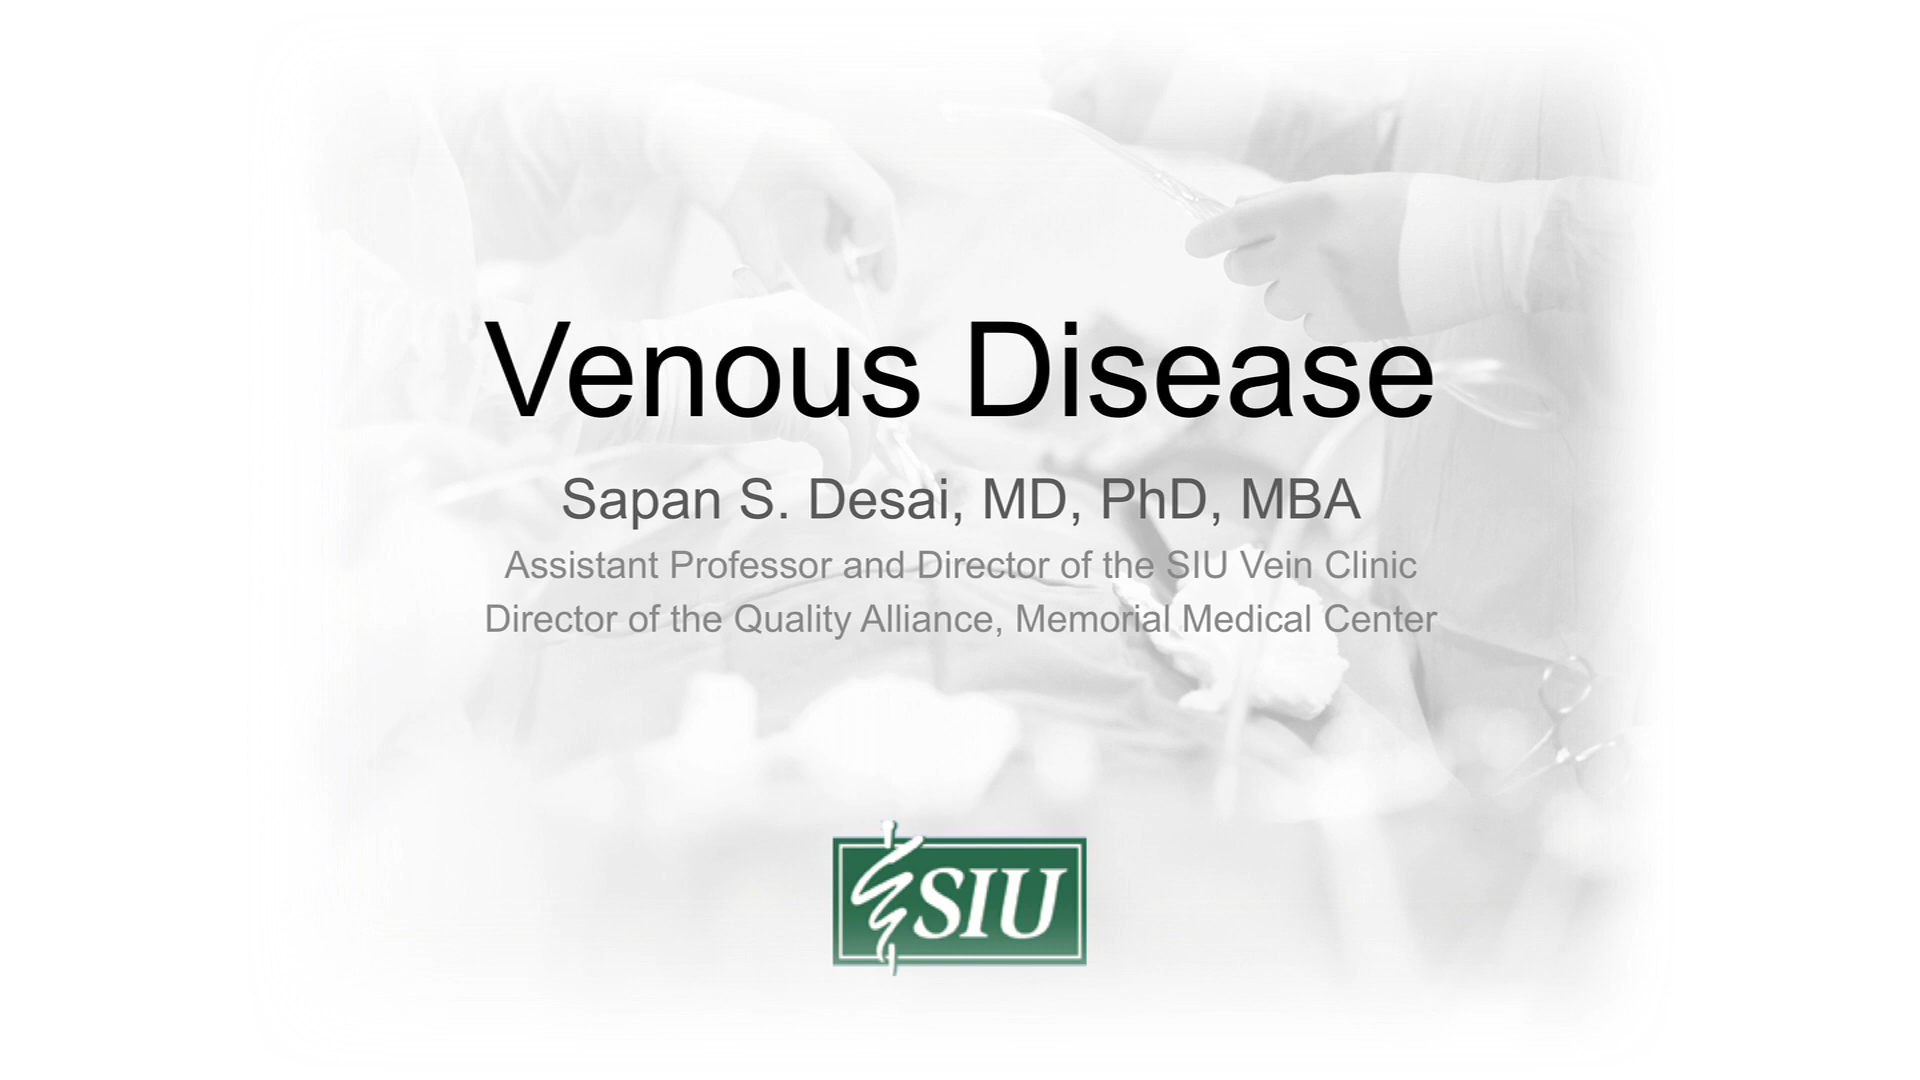 Venous Disease
Sapan S. Desai, MD, PhD, MBA
Assistant Professor and Director of the SIU Vein Clinic
Director of the Quality Alliance, Memorial Medical Center
SIU